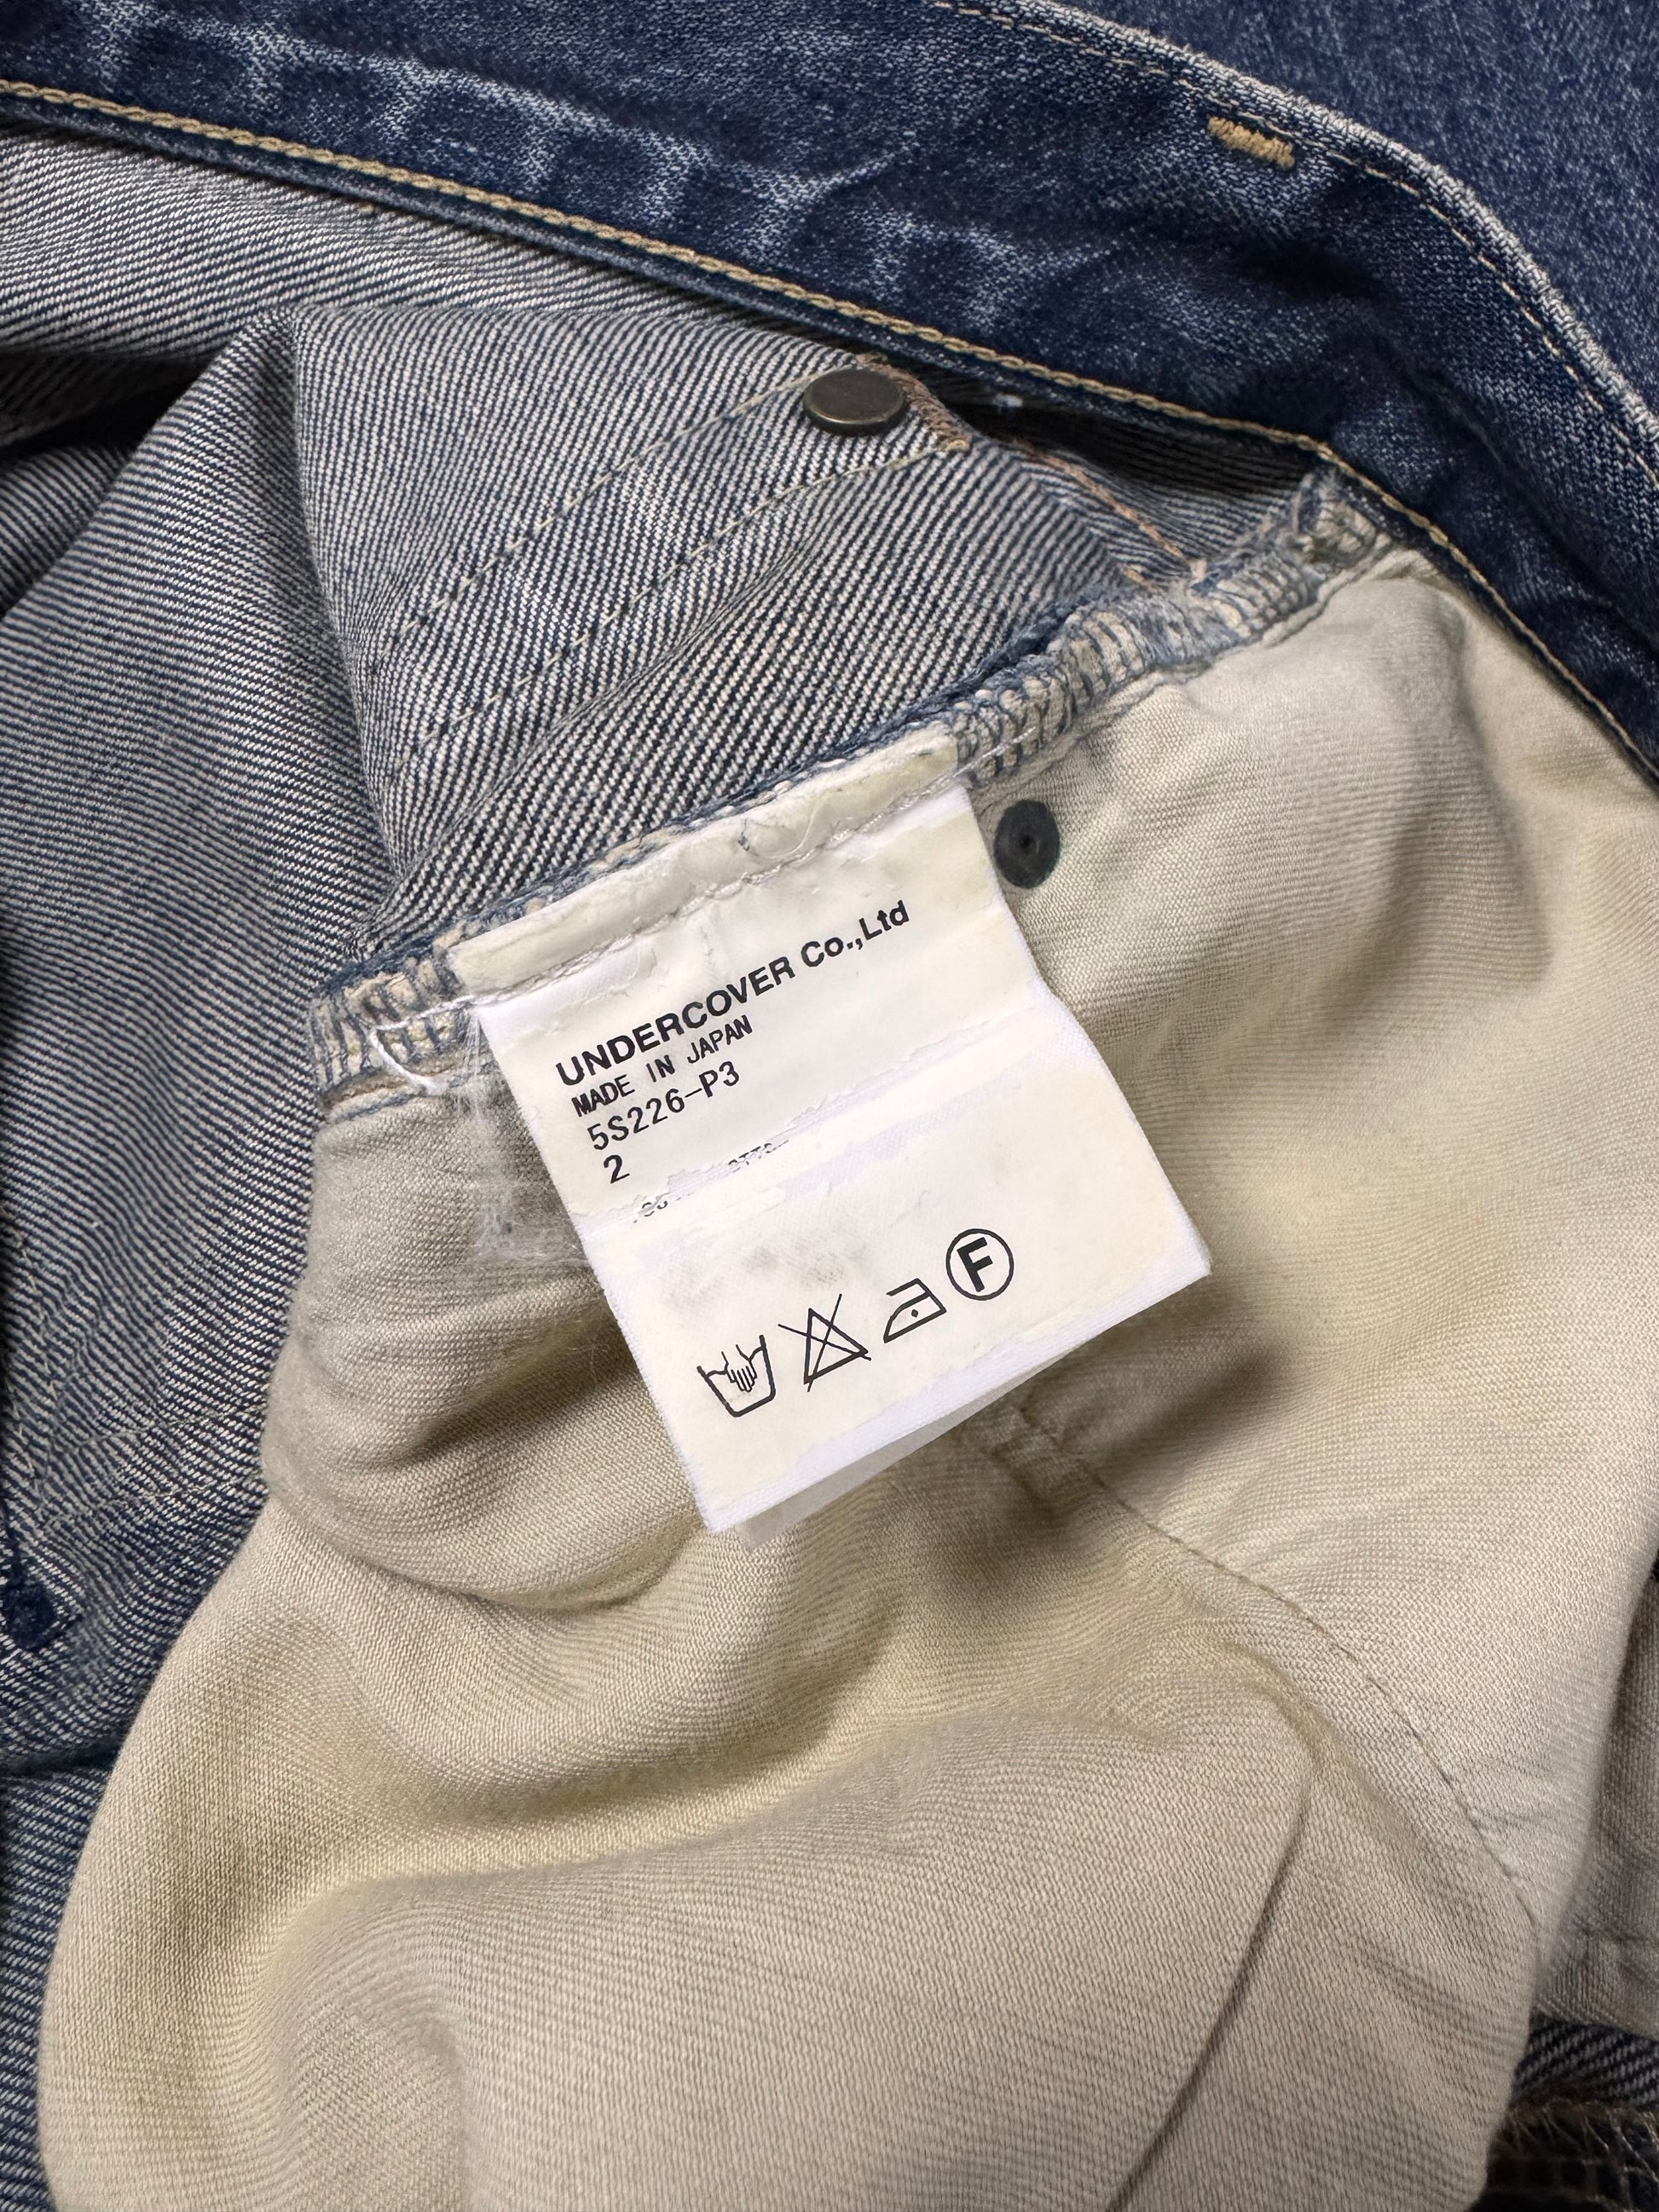 UNDERCOVER Co.,Ltd
MADE IN JAPAN
5S226-P3
2
F